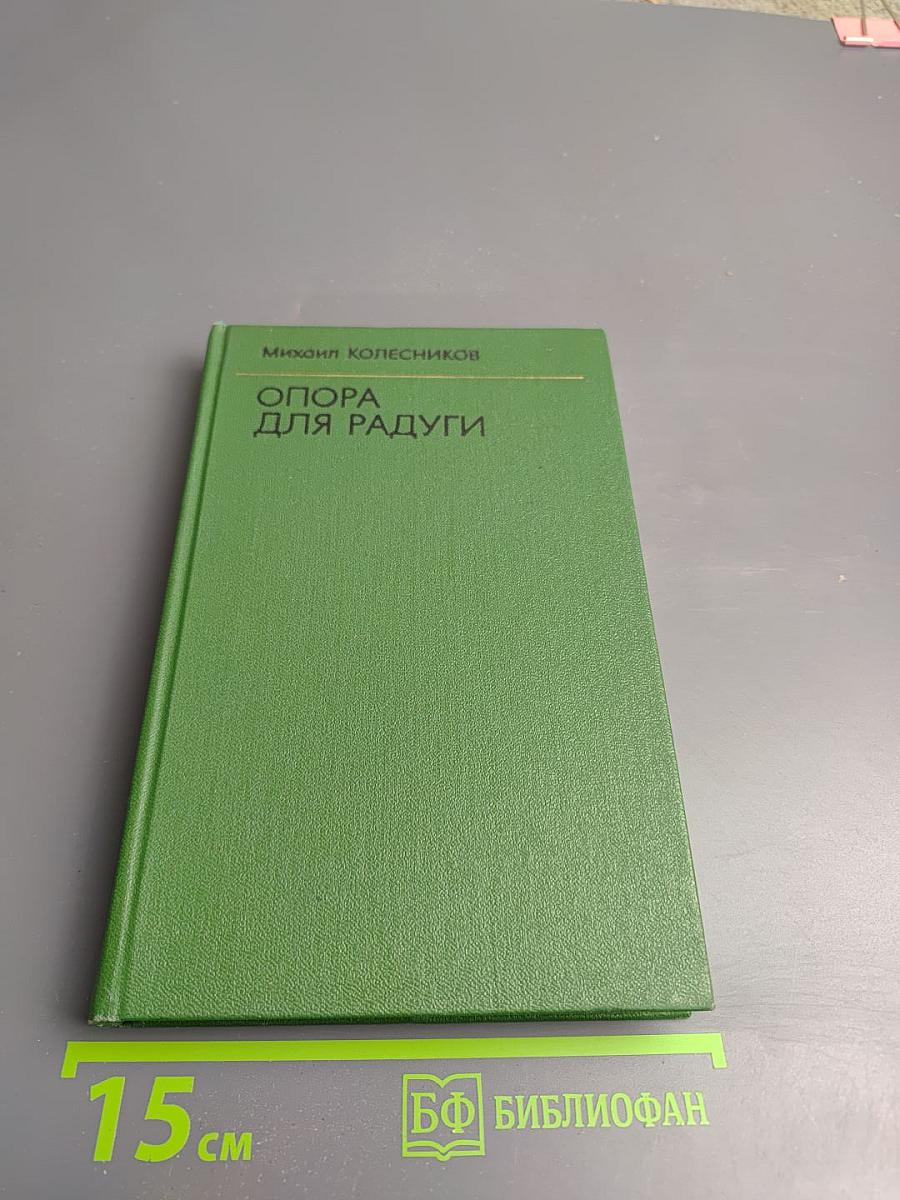 Михаил КОЛЕСНИКОВ
ОПОРА
ДЛЯ РАДУГИ
15 см
БФ БИБЛИОФАН